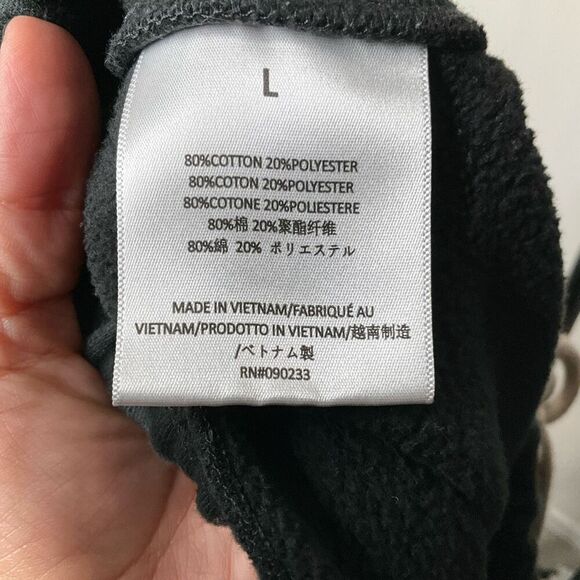 L
80%COTTON 20%POLYESTER
80%COTON 20%POLYESTER
80%COTONE 20%POLIESTERE
80%棉 20%聚酯纤维
80%綿 20% ポリエステル
MADE IN VIETNAM/FABRIQUÉ AU
VIETNAM/PRODOTTO IN VIETNAM/越南制造
/ベトナム製
RN#090233